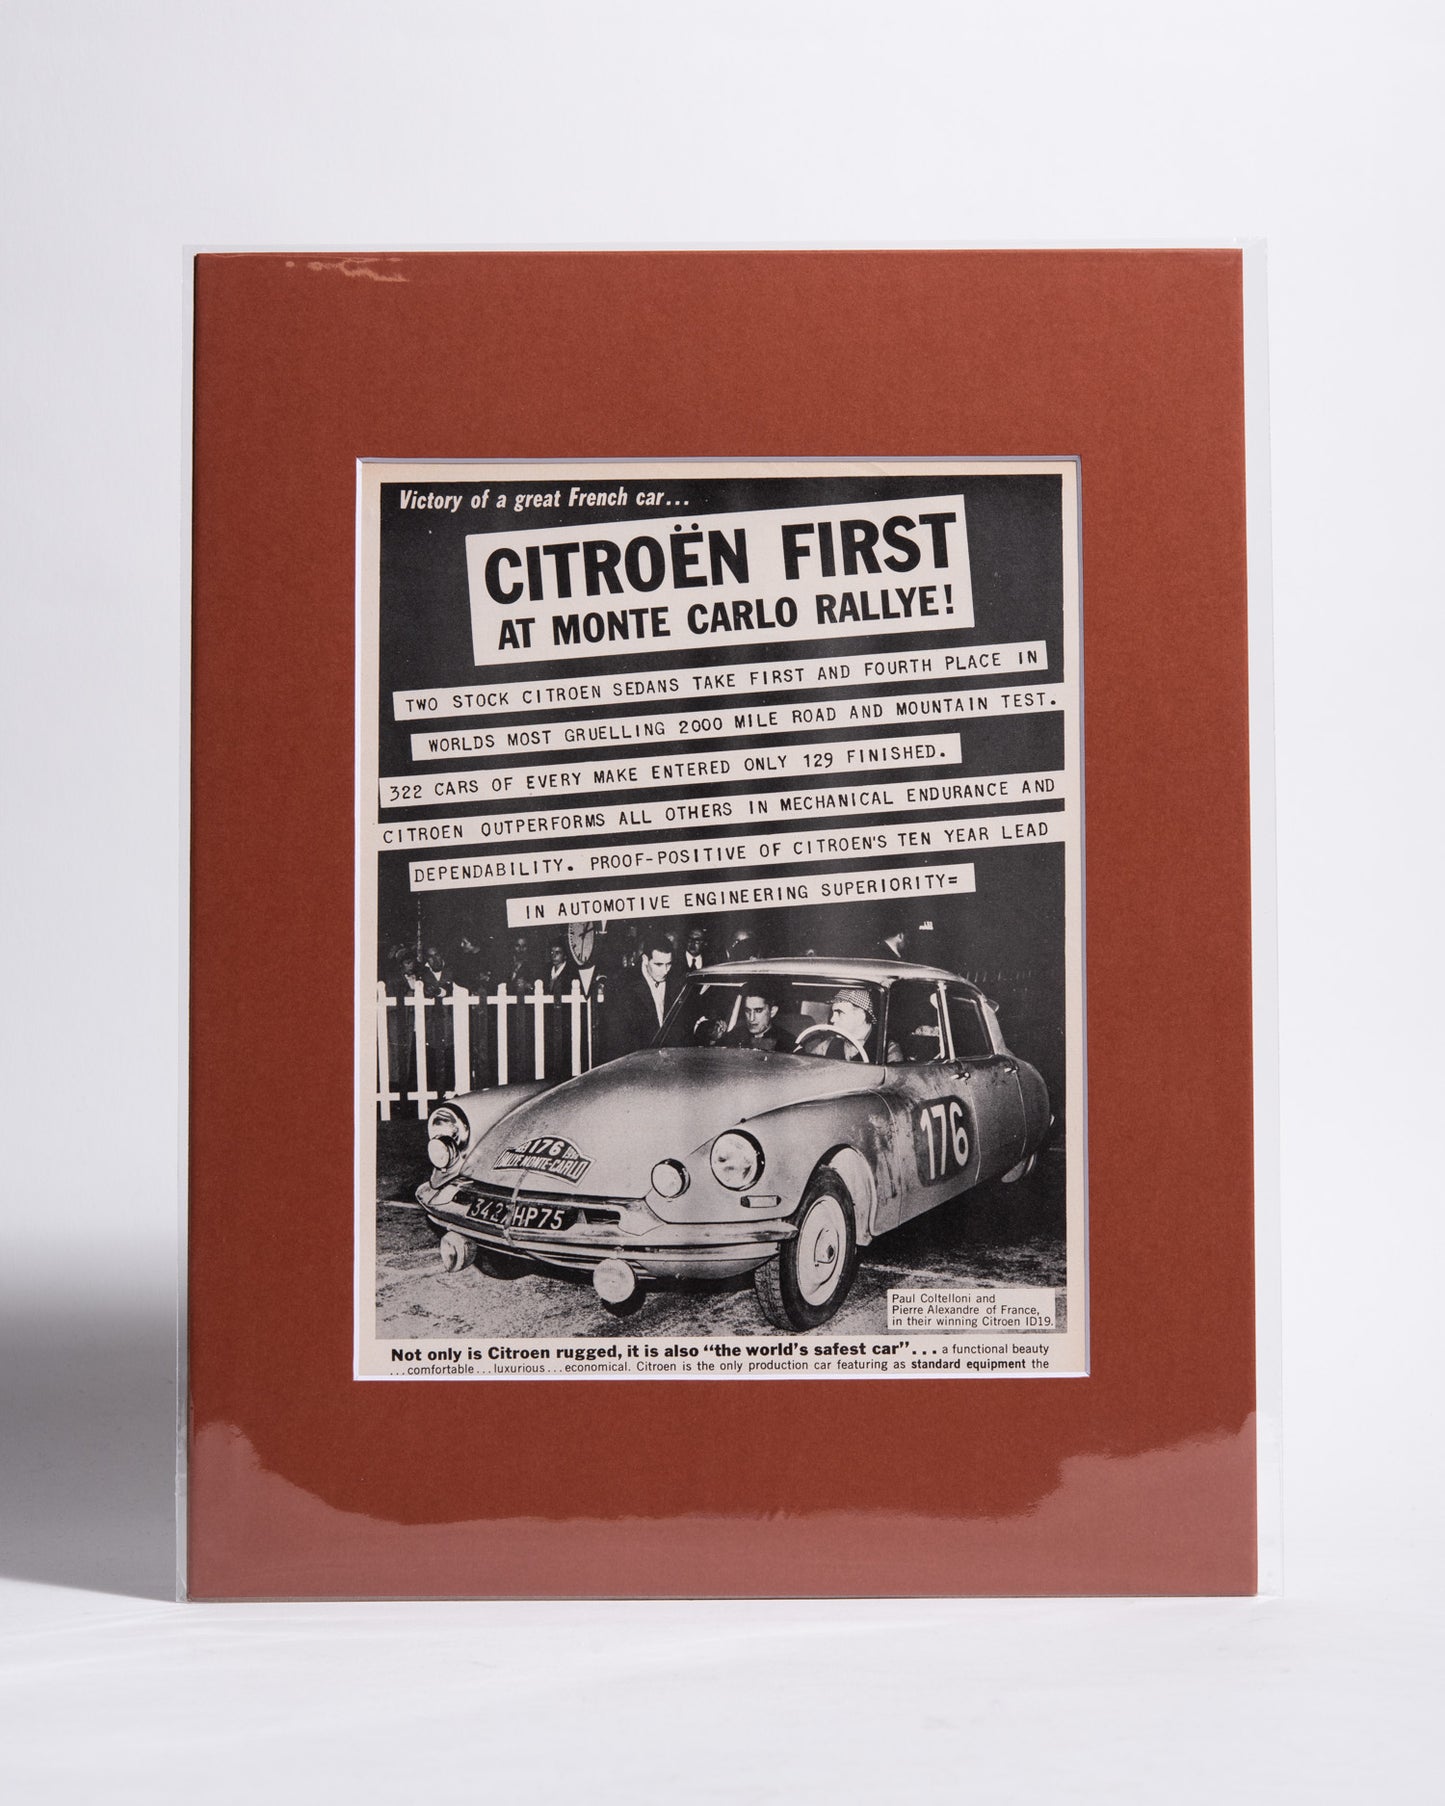 Victory of a great French car...
CITROËN FIRST
AT MONTE CARLO RALLYE!
TWO STOCK CITROEN SEDANS TAKE FIRST AND FOURTH PLACE IN
WORLDS MOST GRUELLING 2000 MILE ROAD AND MOUNTAIN TEST.
322 CARS OF EVERY MAKE ENTERED ONLY 129 FINISHED.
CITROEN OUTPERFORMS ALL OTHERS IN MECHANICAL ENDURANCE AND
DEPENDABILITY. PROOF-POSITIVE OF CITROEN'S TEN YEAR LEAD
IN AUTOMOTIVE ENGINEERING SUPERIORITY=
176
176
MONTE-CARLO
3427 HP75
Paul Coltelloni and
Pierre Alexandre of France,
in their winning Citroen ID19.
Not only is Citroen rugged, it is also “the world's safest car”... a functional beauty
...comfortable...luxurious...economical. Citroen is the only production car featuring as standard equipment the